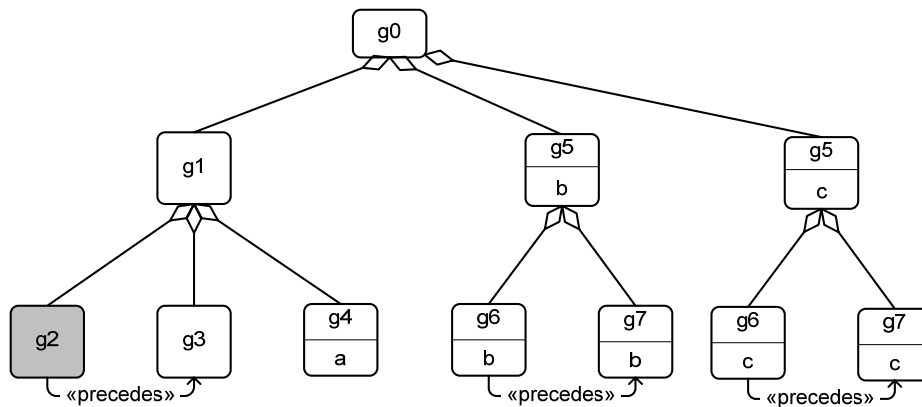 g0
g1
g5
b
g5
c
g2
g3
g4
a
g6
b
g7
b
g6
c
g7
c
«precedes»
«precedes»
«precedes»